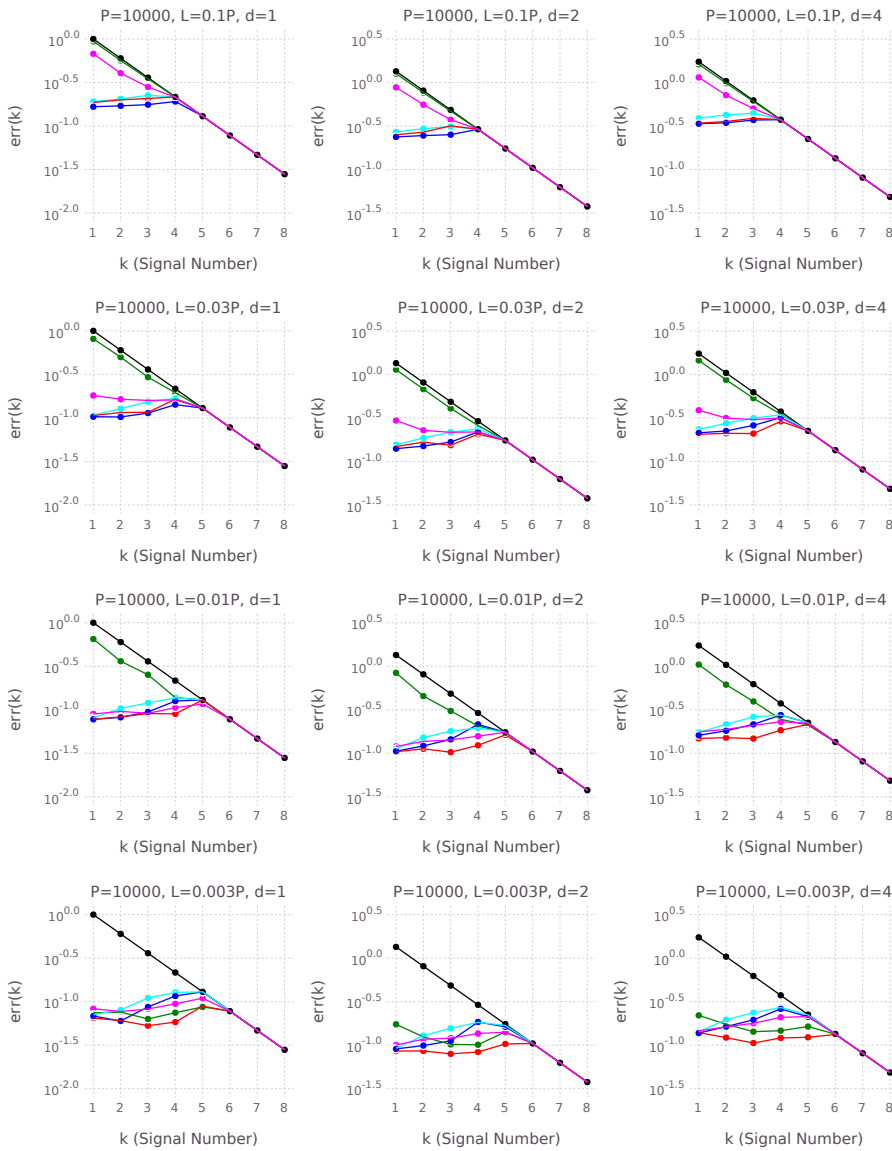 P=10000, L=0.1P, d=1
P=10000, L=0.1P, d=2
P=10000, L=0.1P, d=4
10^0.0
10^-0.5
10^-1.0
10^-1.5
10^-2.0
err(k)
1 2 3 4 5 6 7 8
k (Signal Number)
10^0.5
10^0.0
10^-0.5
10^-1.0
10^-1.5
err(k)
1 2 3 4 5 6 7 8
k (Signal Number)
10^0.5
10^0.0
10^-0.5
10^-1.0
10^-1.5
err(k)
1 2 3 4 5 6 7 8
k (Signal Number)
P=10000, L=0.03P, d=1
P=10000, L=0.03P, d=2
P=10000, L=0.03P, d=4
10^0.0
10^-0.5
10^-1.0
10^-1.5
10^-2.0
err(k)
1 2 3 4 5 6 7 8
k (Signal Number)
10^0.5
10^0.0
10^-0.5
10^-1.0
10^-1.5
err(k)
1 2 3 4 5 6 7 8
k (Signal Number)
10^0.5
10^0.0
10^-0.5
10^-1.0
10^-1.5
err(k)
1 2 3 4 5 6 7 8
k (Signal Number)
P=10000, L=0.01P, d=1
P=10000, L=0.01P, d=2
P=10000, L=0.01P, d=4
10^0.0
10^-0.5
10^-1.0
10^-1.5
10^-2.0
err(k)
1 2 3 4 5 6 7 8
k (Signal Number)
10^0.5
10^0.0
10^-0.5
10^-1.0
10^-1.5
err(k)
1 2 3 4 5 6 7 8
k (Signal Number)
10^0.5
10^0.0
10^-0.5
10^-1.0
10^-1.5
err(k)
1 2 3 4 5 6 7 8
k (Signal Number)
P=10000, L=0.003P, d=1
P=10000, L=0.003P, d=2
P=10000, L=0.003P, d=4
10^0.0
10^-0.5
10^-1.0
10^-1.5
10^-2.0
err(k)
1 2 3 4 5 6 7 8
k (Signal Number)
10^0.5
10^0.0
10^-0.5
10^-1.0
10^-1.5
err(k)
1 2 3 4 5 6 7 8
k (Signal Number)
10^0.5
10^0.0
10^-0.5
10^-1.0
10^-1.5
err(k)
1 2 3 4 5 6 7 8
k (Signal Number)